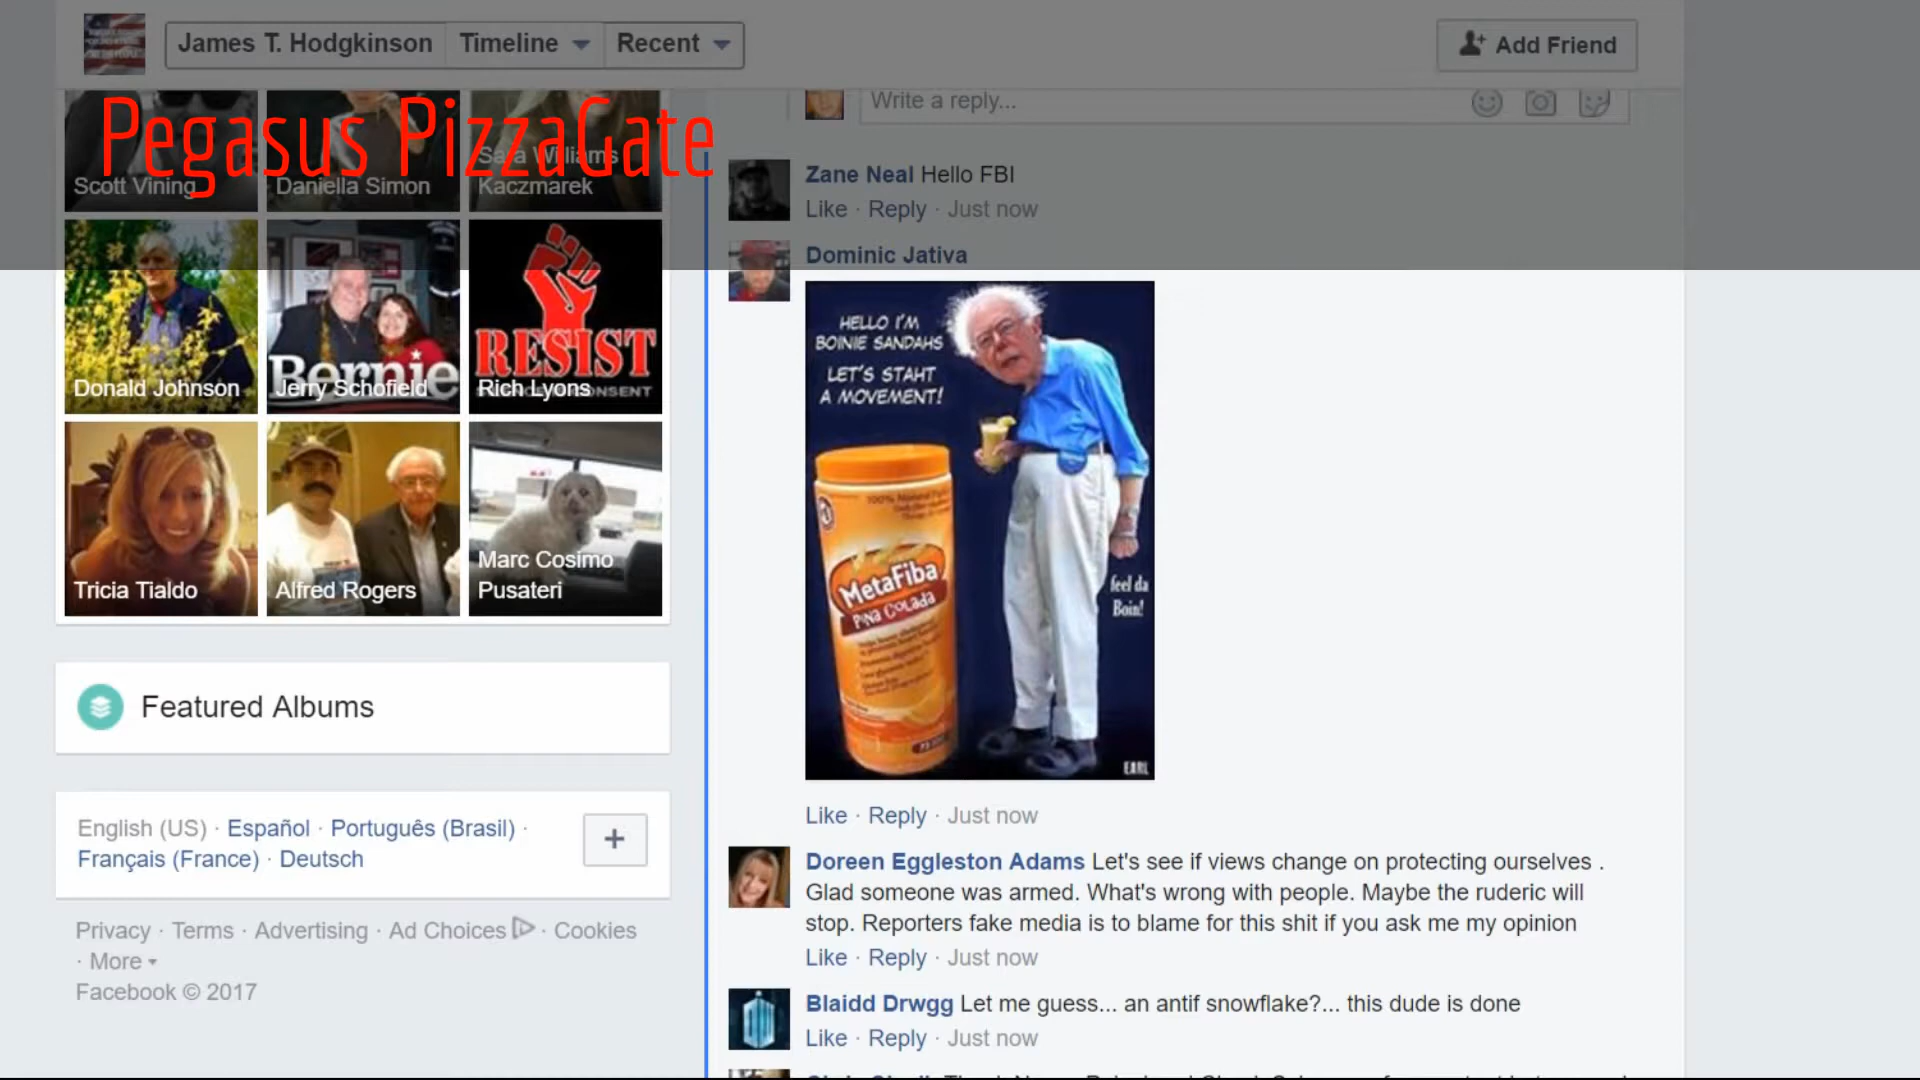 James T. Hodgkinson
Timeline
Recent
Add Friend
Pegasus PizzaGate
Scott Vining
Daniella Simon
Sara Williams
Kaczmarek
Donald Johnson
Bernie
Jerry Schofield
RESIST
Rich Lyons
Tricia Tialdo
Alfred Rogers
Marc Cosimo
Pusateri
Featured Albums
English (US) · Español · Português (Brasil) ·
Français (France) · Deutsch
+
Privacy · Terms · Advertising · Ad Choices · Cookies
· More
Facebook © 2017
Write a reply...
Zane Neal Hello FBI
Like · Reply · Just now
Dominic Jativa
HELLO I'M
BOINIE SANDAHS
LET'S STAHT
A MOVEMENT!
MetaFiba
PiNA COLADA
feel da
Boin!
EARL
Like · Reply · Just now
Doreen Eggleston Adams Let's see if views change on protecting ourselves .
Glad someone was armed. What's wrong with people. Maybe the ruderic will
stop. Reporters fake media is to blame for this shit if you ask me my opinion
Like · Reply · Just now
Blaidd Drwgg Let me guess... an antif snowflake?... this dude is done
Like · Reply · Just now